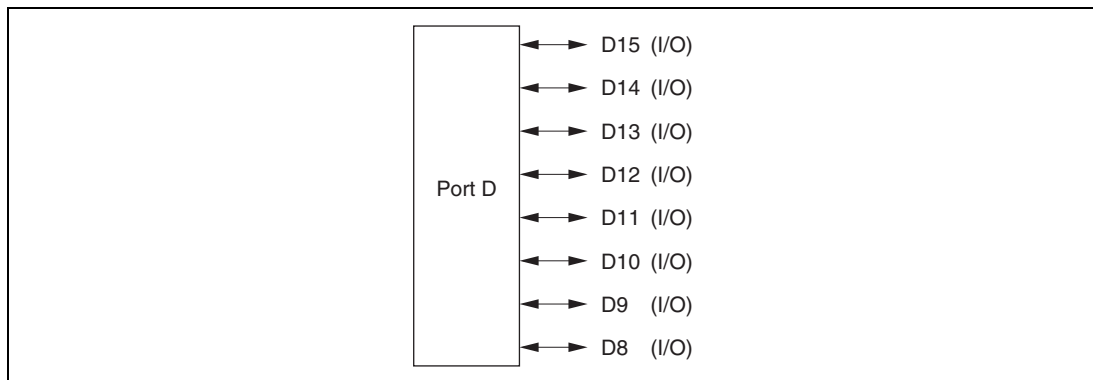 Port D
D15 (I/O)
D14 (I/O)
D13 (I/O)
D12 (I/O)
D11 (I/O)
D10 (I/O)
D9 (I/O)
D8 (I/O)